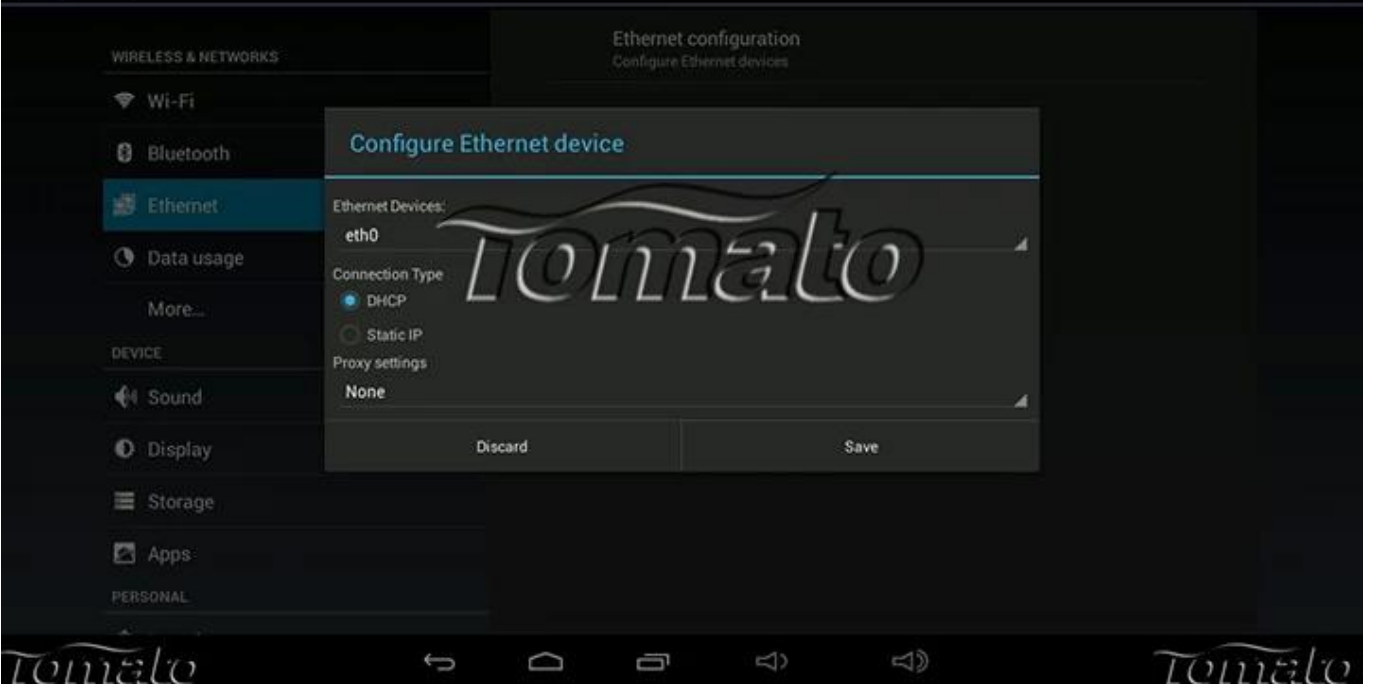 WIRELESS & NETWORKS
Wi-Fi
Bluetooth
Ethernet
Data usage
More...
DEVICE
Sound
Display
Storage
Apps
PERSONAL
Ethernet configuration
Configure Ethernet devices
Configure Ethernet device
Ethernet Devices:
eth0
Connection Type
DHCP
Static IP
Proxy settings
None
Discard
Save
Tomato
Tomato
Tomato